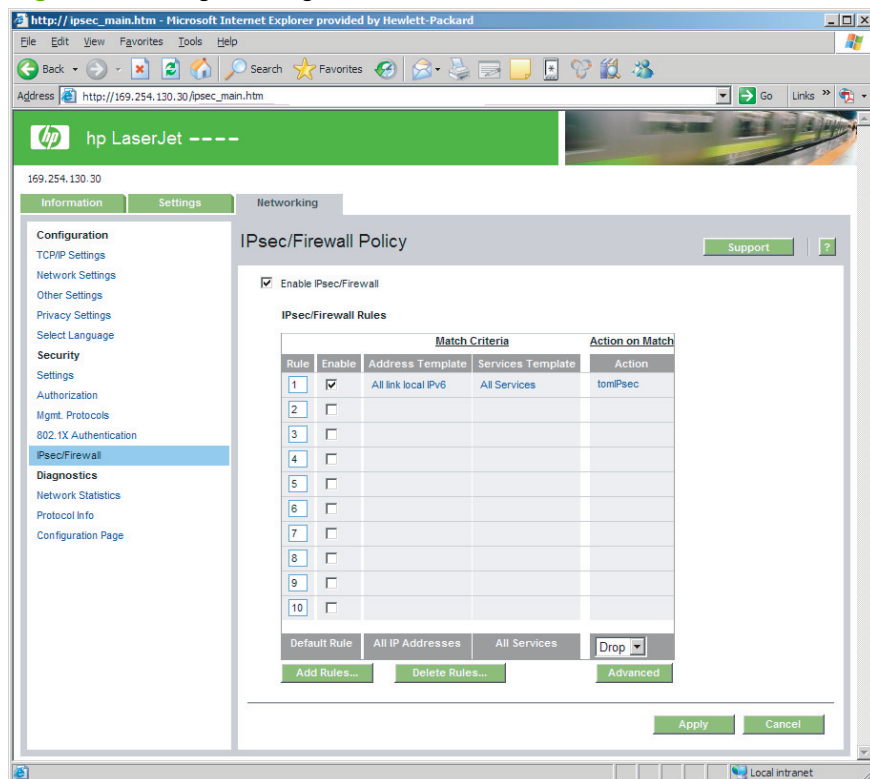 http:// ipsec_main.htm - Microsoft Internet Explorer provided by Hewlett-Packard
File Edit View Favorites Tools Help
Back Search Favorites
Address http://169.254.130.30/ipsec_main.htm Go Links »
hp hp LaserJet ----
169.254.130.30
Information Settings Networking
Configuration
TCP/IP Settings
Network Settings
Other Settings
Privacy Settings
Select Language
Security
Settings
Authorization
Mgmt. Protocols
802.1X Authentication
IPsec/Firewall
Diagnostics
Network Statistics
Protocol Info
Configuration Page
IPsec/Firewall Policy
Support ?
Enable IPsec/Firewall
IPsec/Firewall Rules
Match Criteria Action on Match
Rule Enable Address Template Services Template Action
1 All link local IPv6 All Services tomIPsec
2
3
4
5
6
7
8
9
10
Default Rule All IP Addresses All Services Drop
Add Rules... Delete Rules... Advanced
Apply Cancel
Local intranet